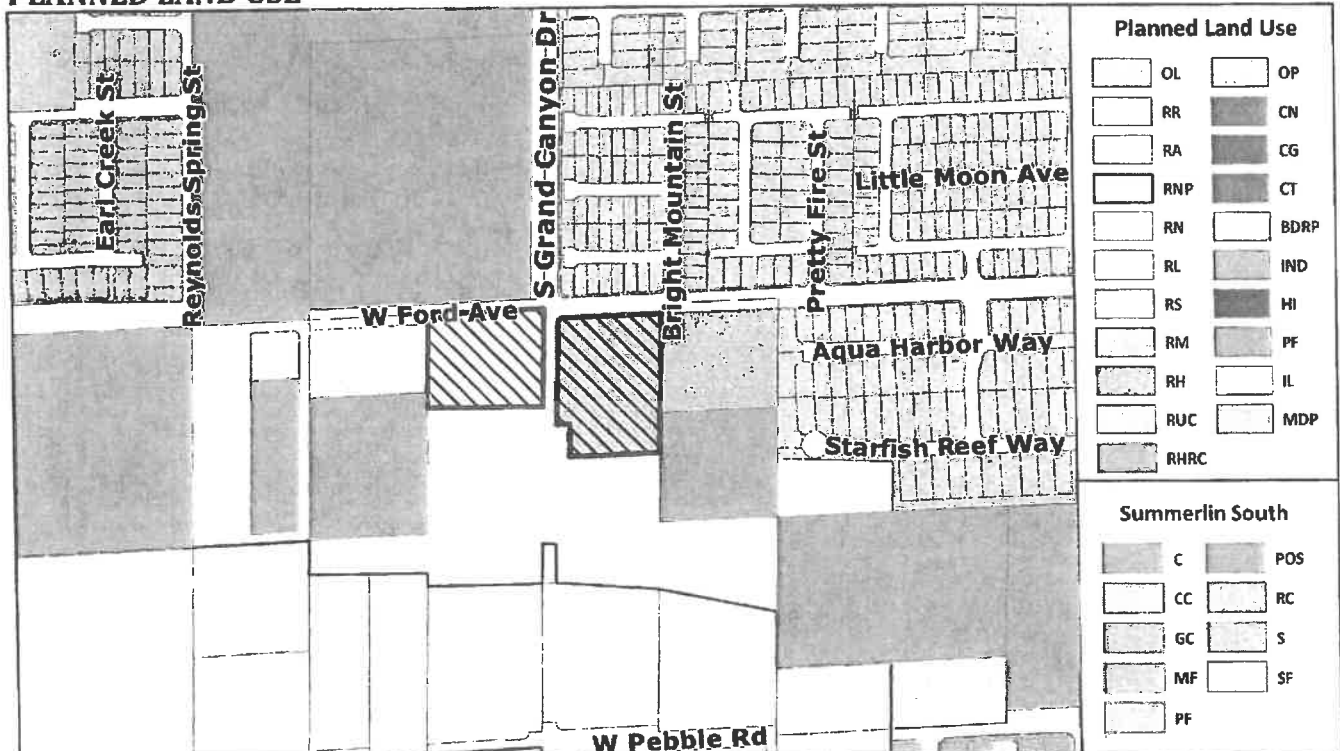 PLANNED LAND USE
Earl Creek St
Reynolds Spring St
S Grand Canyon Dr
Bright Mountain St
Pretty Fire St
Little Moon Ave
W Ford Ave
Aqua Harbor Way
Starfish Reef Way
W Pebble Rd
Planned Land Use
OL
OP
RR
CN
RA
CG
RNP
CT
RN
BDRP
RL
IND
RS
HI
RM
PF
RH
IL
RUC
MDP
RHRC
Summerlin South
C
POS
CC
RC
GC
S
MF
SF
PF